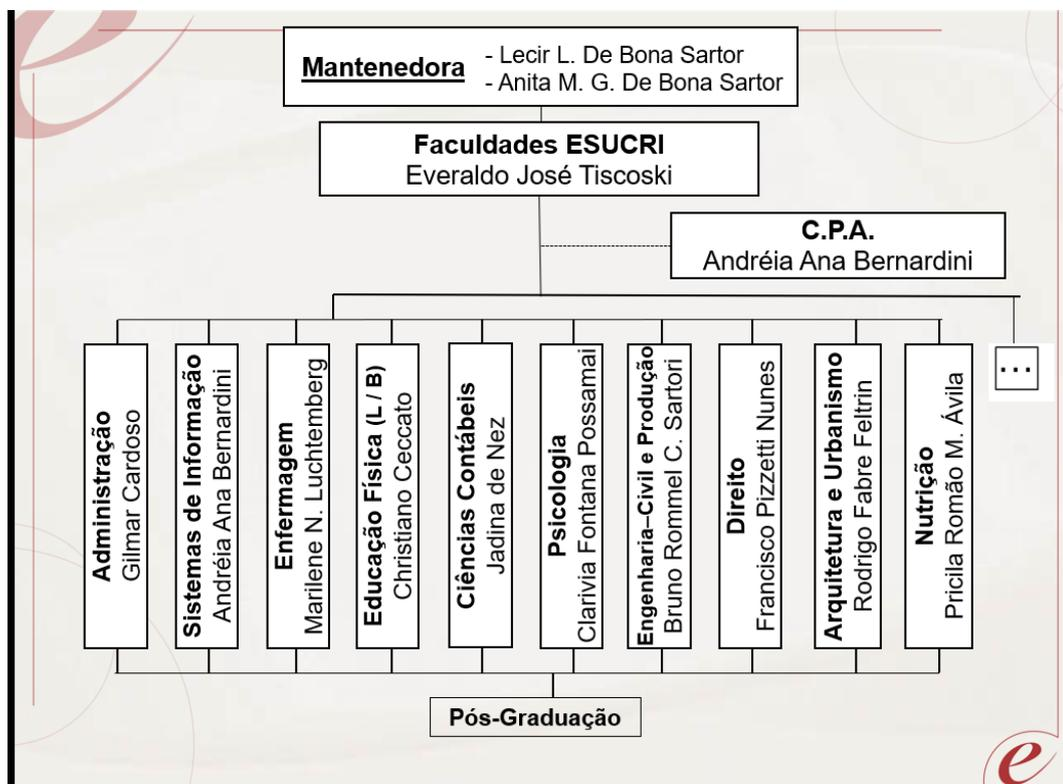 Mantenedora
- Lecir L. De Bona Sartor
- Anita M. G. De Bona Sartor
Faculdades ESUCRI
Everaldo José Tiscoski
C.P.A.
Andréia Ana Bernardini
Administração
Gilmar Cardoso
Sistemas de Informação
Andréia Ana Bernardini
Enfermagem
Marilene N. Luchtemberg
Educação Física (L / B)
Christiano Ceccato
Ciências Contábeis
Jadina de Nez
Psicologia
Clarivia Fontana Possamai
Engenharia–Civil e Produção
Bruno Rommel C. Sartori
Direito
Francisco Pizzetti Nunes
Arquitetura e Urbanismo
Rodrigo Fabre Feltrin
Nutrição
Pricila Romão M. Ávila
...
Pós-Graduação
e